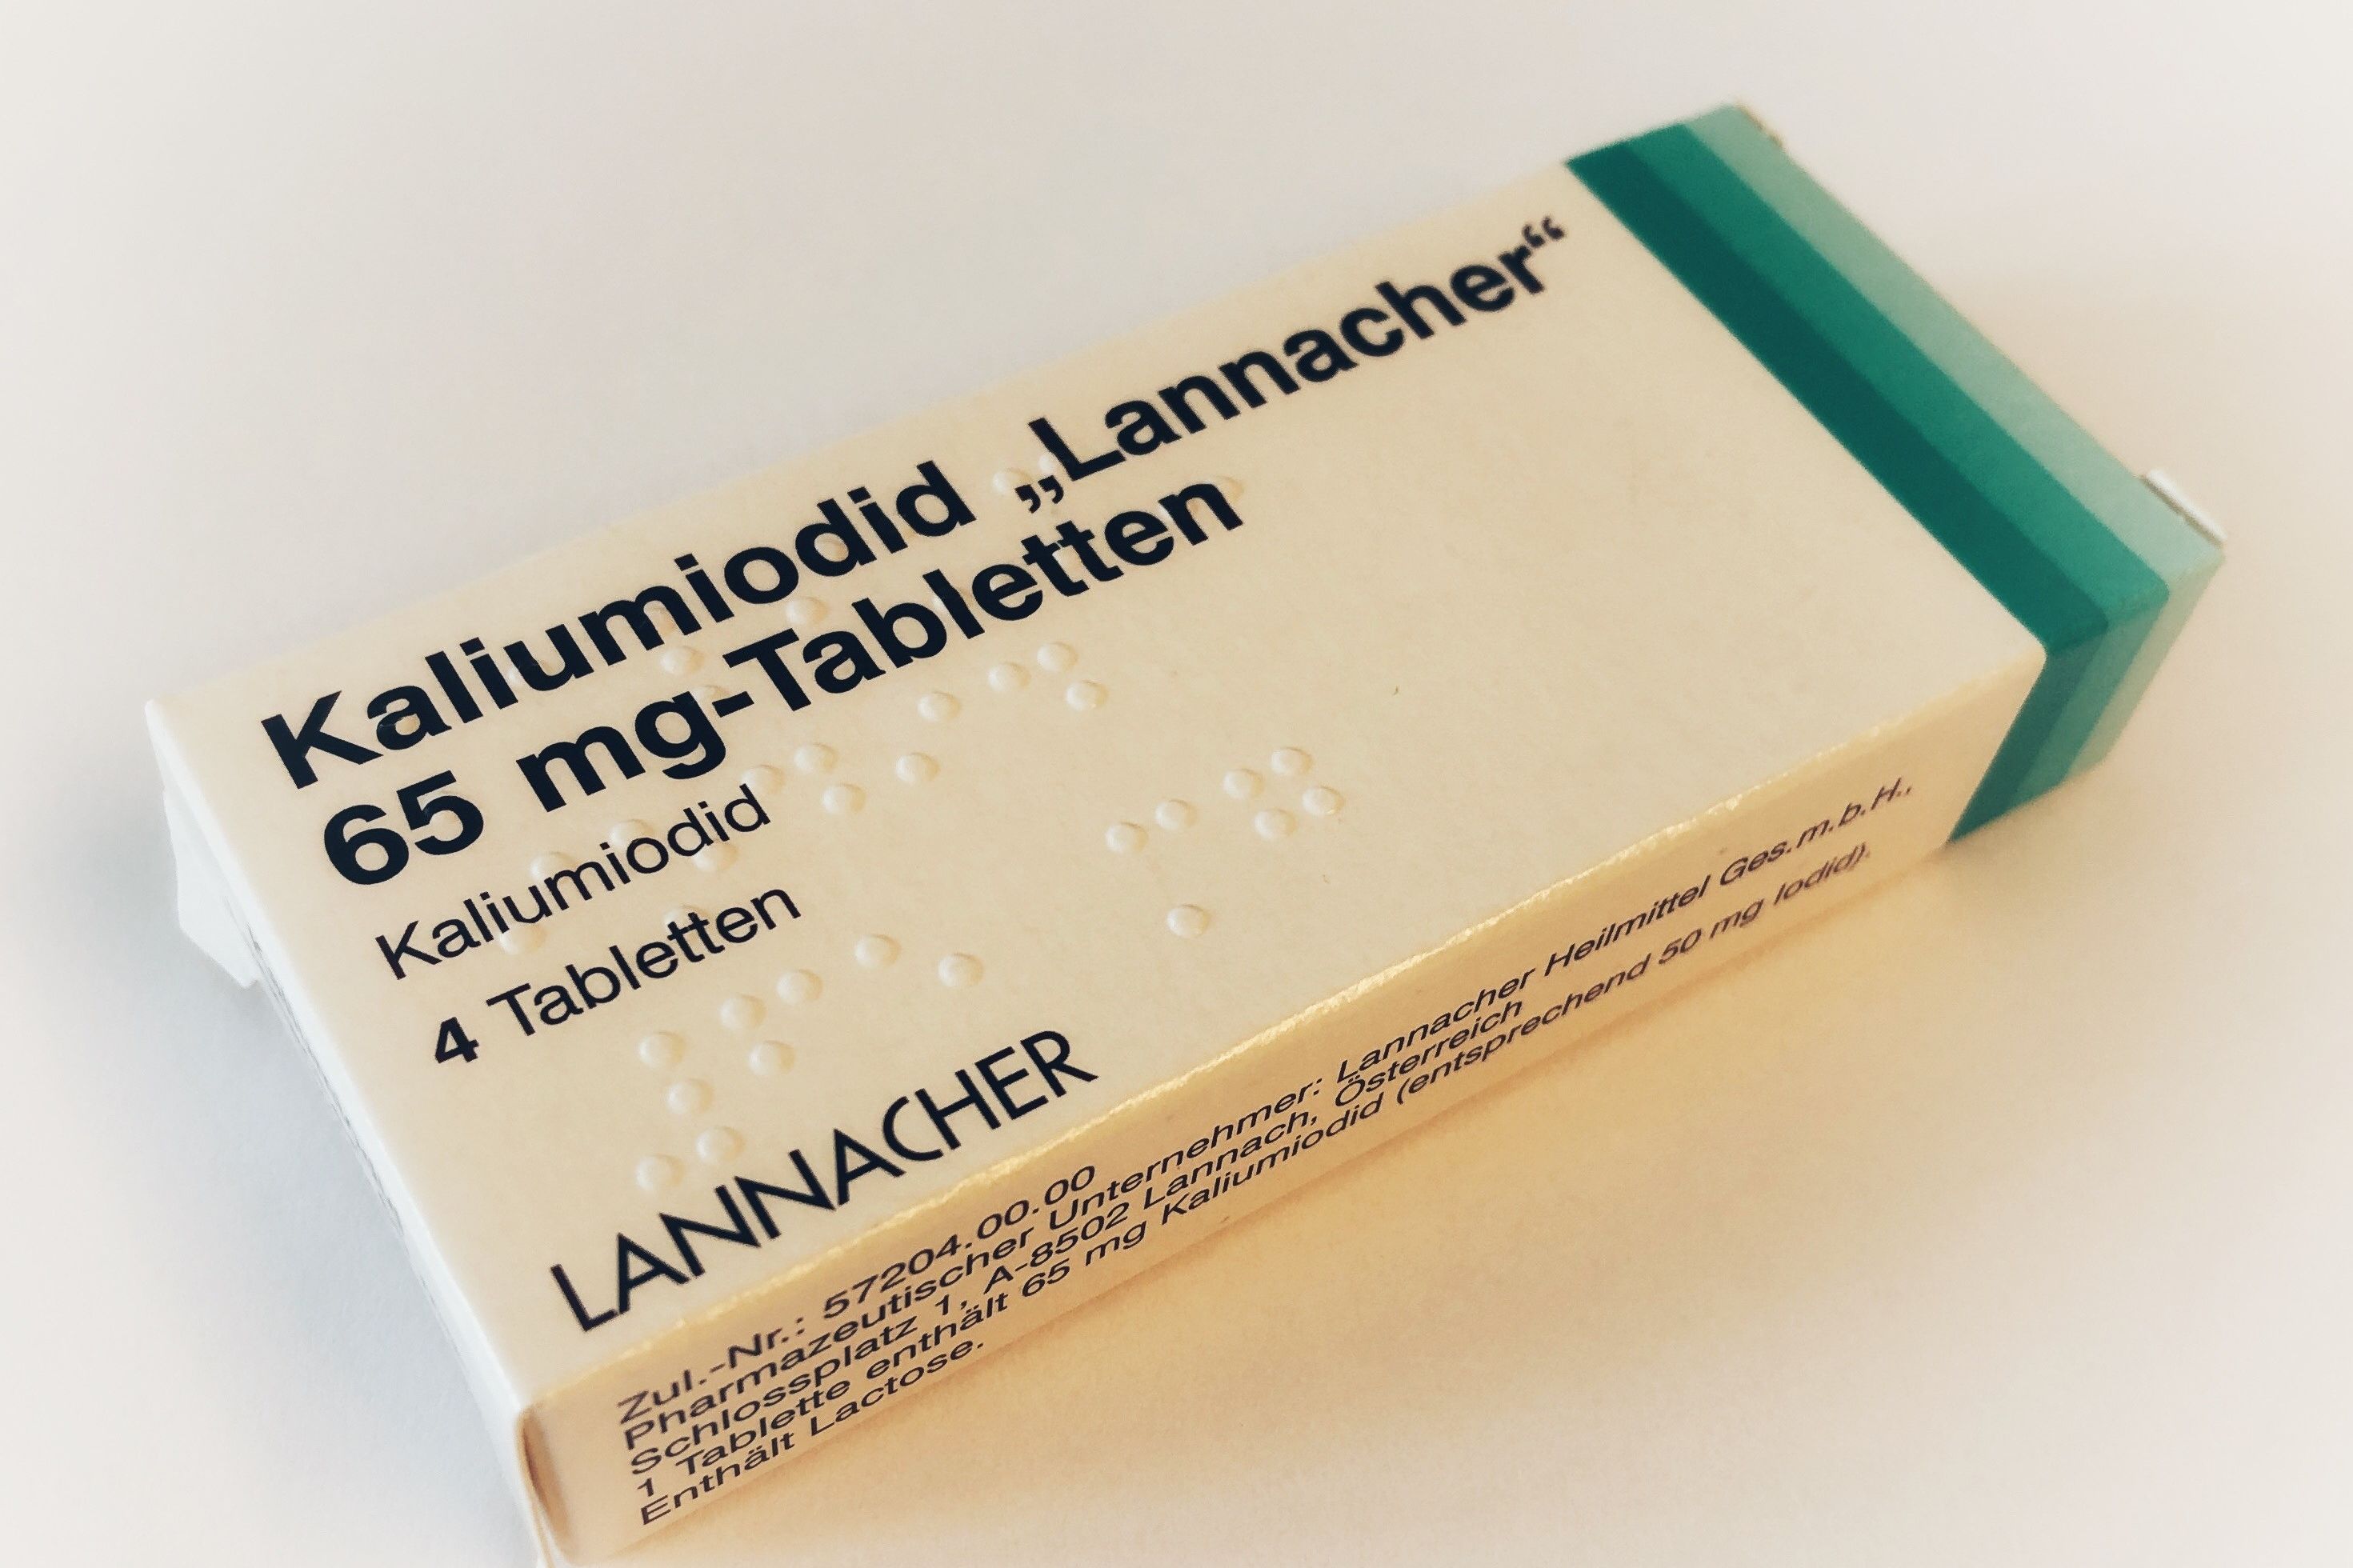 Kaliumiodid „Lannacher“
65 mg-Tabletten
Kaliumiodid
4 Tabletten
LANNACHER
Zul.-Nr.: 57204.00.00
Pharmazeutischer Unternehmer: Lannacher Heilmittel Ges.m.b.H.,
Schlossplatz 1, A-8502 Lannach, Österreich
1 Tablette enthält 65 mg Kaliumiodid (entsprechend 50 mg Iodid).
Enthält Lactose.